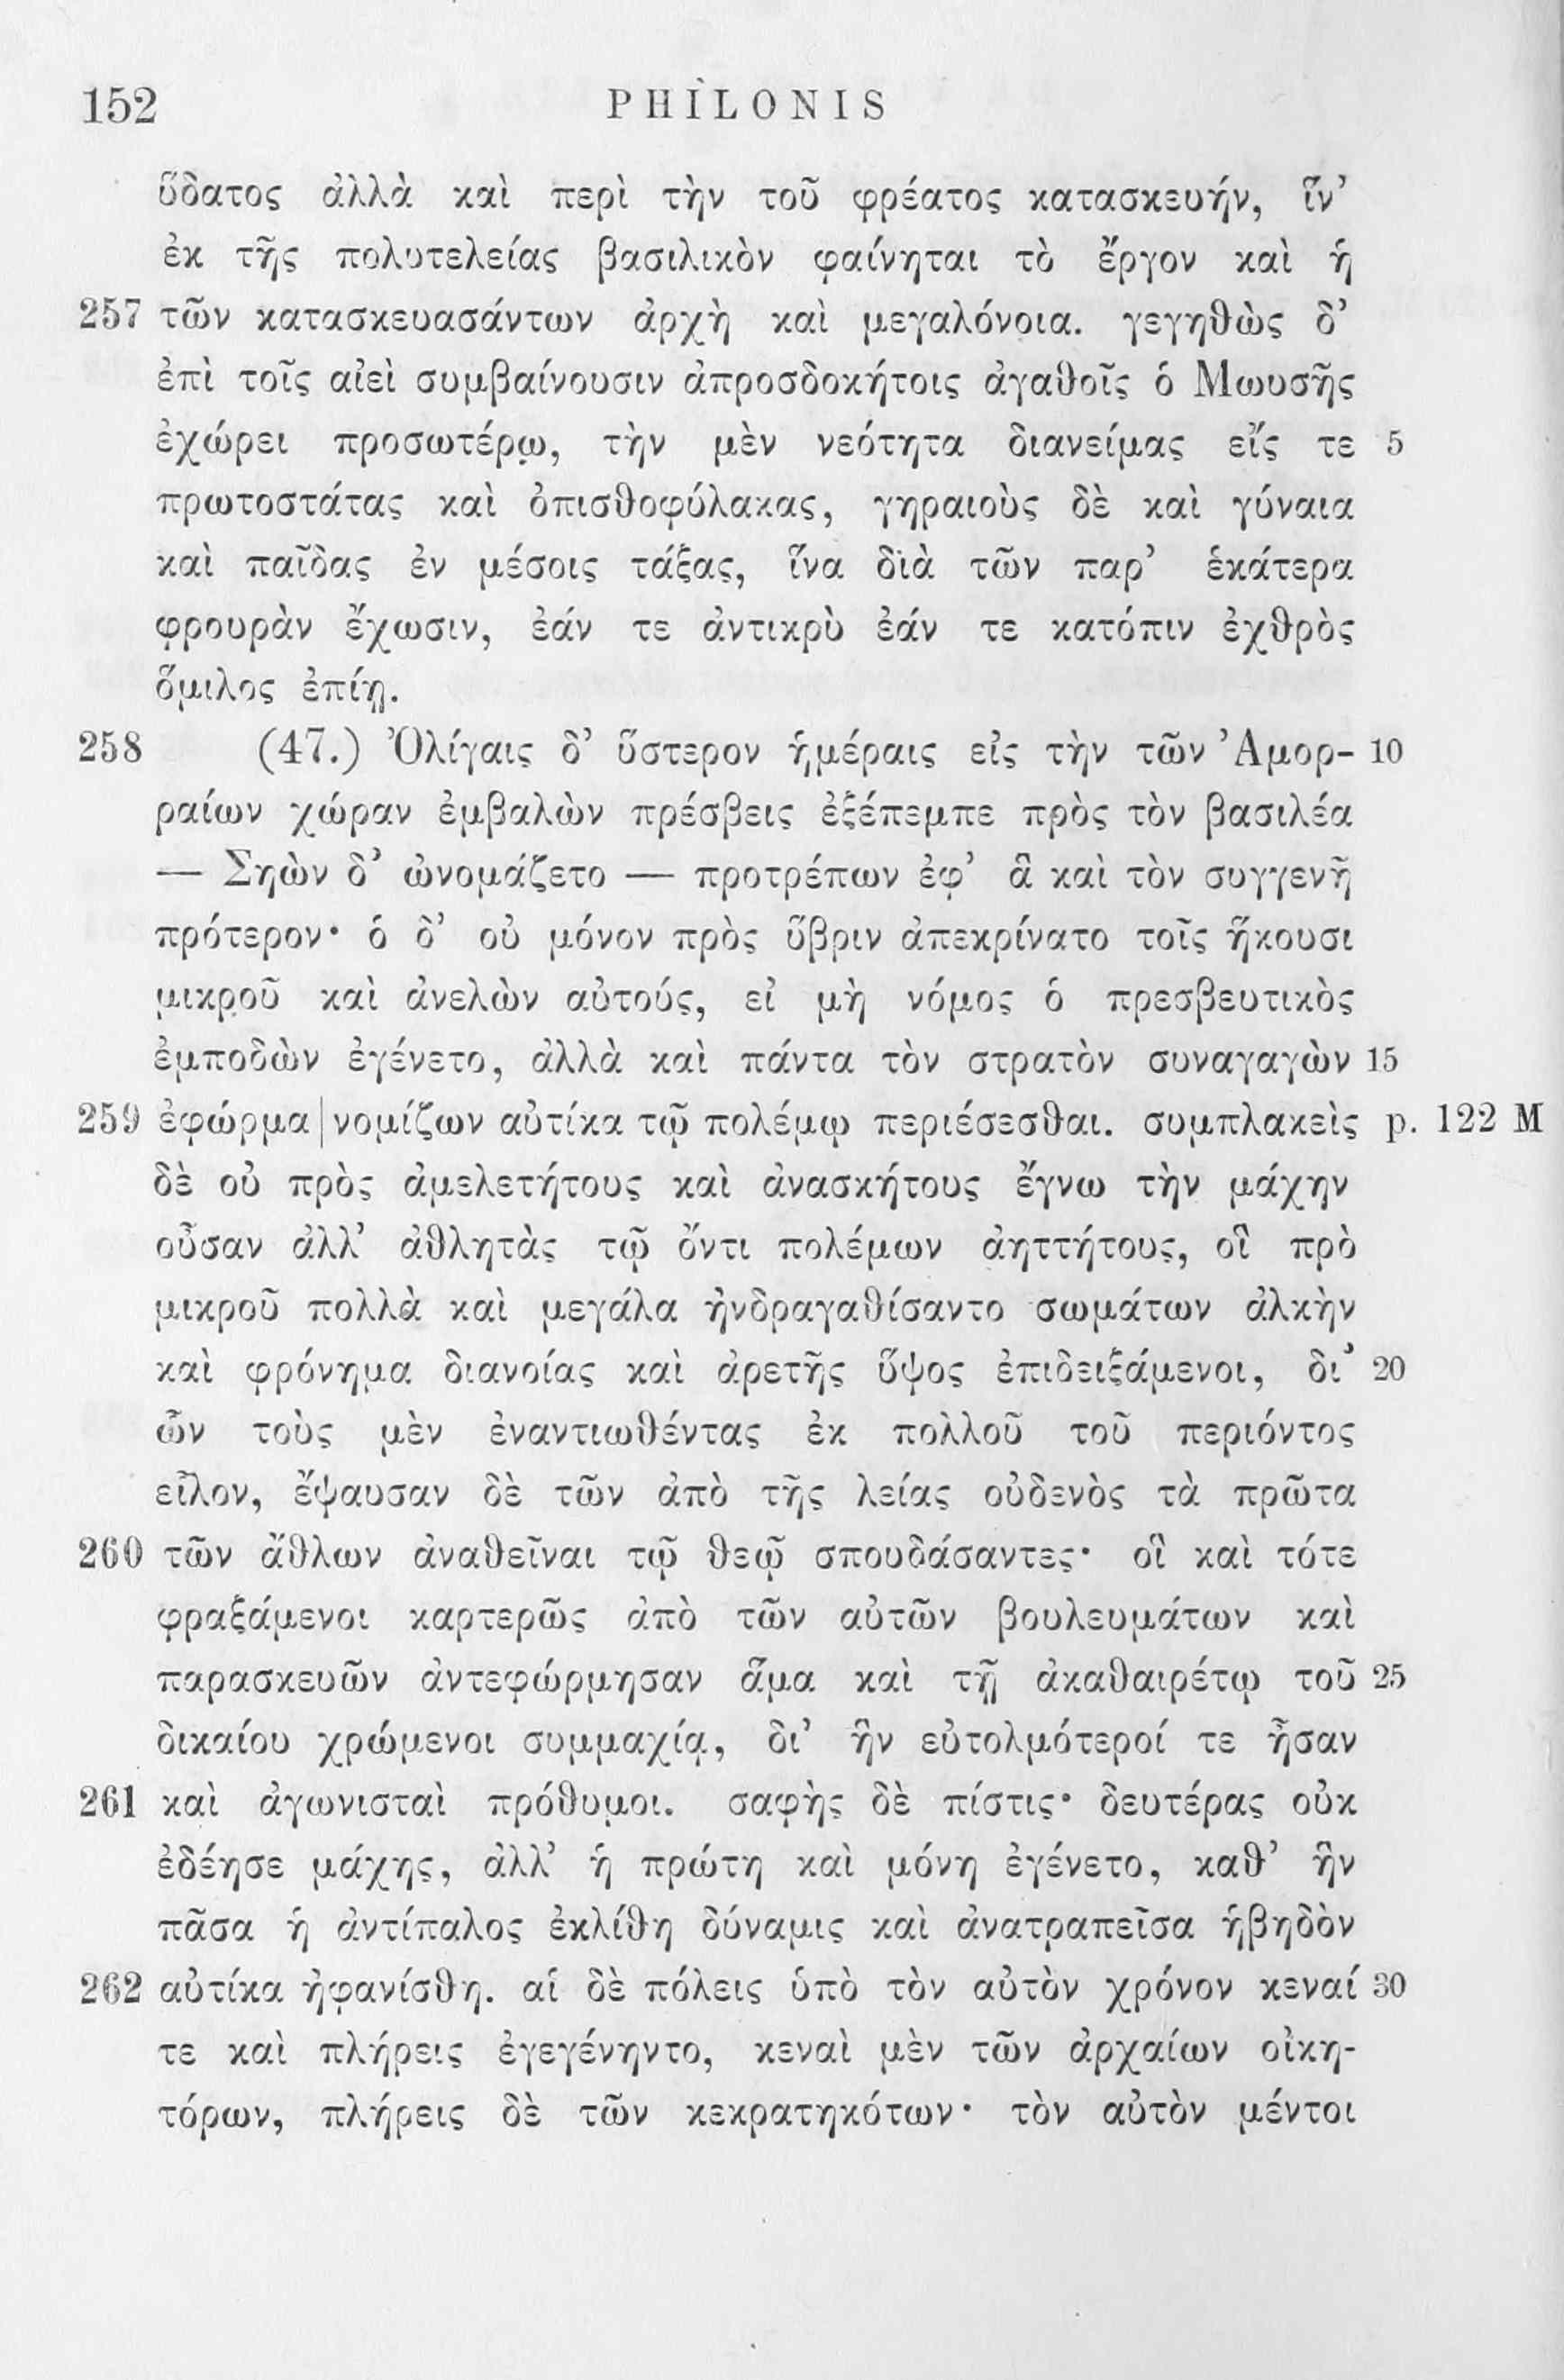 152 PHILONIS
ὕδατος ἀλλὰ καὶ περὶ τὴν τοῦ φρέατος κατασκευήν, ἵν’
ἐκ τῆς πολυτελείας βασιλικὸν φαίνηται τὸ ἔργον καὶ ἡ
257 τῶν κατασκευασάντων ἀρχὴ καὶ μεγαλόνοια. γεγηθὼς δ’
ἐπὶ τοῖς αἰεὶ συμβαίνουσιν ἀπροσδοκήτοις ἀγαθοῖς ὁ Μωυσῆς
ἐχώρει προσωτέρω, τὴν μὲν νεότητα διανείμας εἴς τε 5
πρωτοστάτας καὶ ὀπισθοφύλακας, γηραιοὺς δὲ καὶ γύναια
καὶ παῖδας ἐν μέσοις τάξας, ἵνα διὰ τῶν παρ’ ἑκάτερα
φρουρὰν ἔχωσιν, ἐάν τε ἀντικρὺ ἐάν τε κατόπιν ἐχθρὸς
ὅμιλος ἐπίῃ.
258 (47.) Ὀλίγαις δ’ ὕστερον ἡμέραις εἰς τὴν τῶν Ἀμορ- 10
ραίων χώραν ἐμβαλὼν πρέσβεις ἐξέπεμπε πρὸς τὸν βασιλέα
— Σηὼν δ’ ὠνομάζετο — προτρέπων ἐφ’ ἃ καὶ τὸν συγγενῆ
πρότερον· ὁ δ’ οὐ μόνον πρὸς ὕβριν ἀπεκρίνατο τοῖς ἥκουσι
μικροῦ καὶ ἀνελὼν αὐτούς, εἰ μὴ νόμος ὁ πρεσβευτικὸς
ἐμποδὼν ἐγένετο, ἀλλὰ καὶ πάντα τὸν στρατὸν συναγαγὼν 15
259 ἐφώρμα | νομίζων αὐτίκα τῷ πολέμῳ περιέσεσθαι. συμπλακεὶς p. 122 M
δὲ οὐ πρὸς ἀμελετήτους καὶ ἀνασκήτους ἔγνω τὴν μάχην
οὖσαν ἀλλ’ ἀθλητὰς τῷ ὄντι πολέμων ἀηττήτους, οἳ πρὸ
μικροῦ πολλὰ καὶ μεγάλα ἠνδραγαθίσαντο σωμάτων ἀλκὴν
καὶ φρόνημα διανοίας καὶ ἀρετῆς ὕψος ἐπιδειξάμενοι, δι’ 20
ὧν τοὺς μὲν ἐναντιωθέντας ἐκ πολλοῦ τοῦ περιόντος
εἷλον, ἔψαυσαν δὲ τῶν ἀπὸ τῆς λείας οὐδενὸς τὰ πρῶτα
260 τῶν ἄθλων ἀναθεῖναι τῷ θεῷ σπουδάσαντες· οἳ καὶ τότε
φραξάμενοι καρτερῶς ἀπὸ τῶν αὐτῶν βουλευμάτων καὶ
παρασκευῶν ἀντεφώρμησαν ἅμα καὶ τῇ ἀκαθαιρέτῳ τοῦ 25
δικαίου χρώμενοι συμμαχίᾳ, δι’ ἣν εὐτολμότεροί τε ἦσαν
261 καὶ ἀγωνισταὶ πρόθυμοι. σαφὴς δὲ πίστις· δευτέρας οὐκ
ἐδέησε μάχης, ἀλλ’ ἡ πρώτη καὶ μόνη ἐγένετο, καθ’ ἣν
πᾶσα ἡ ἀντίπαλος ἐκλίθη δύναμις καὶ ἀνατραπεῖσα ἡβηδὸν
262 αὐτίκα ἠφανίσθη. αἱ δὲ πόλεις ὑπὸ τὸν αὐτὸν χρόνον κεναί 30
τε καὶ πλήρεις ἐγεγένηντο, κεναὶ μὲν τῶν ἀρχαίων οἰκη-
τόρων, πλήρεις δὲ τῶν κεκρατηκότων· τὸν αὐτὸν μέντοι